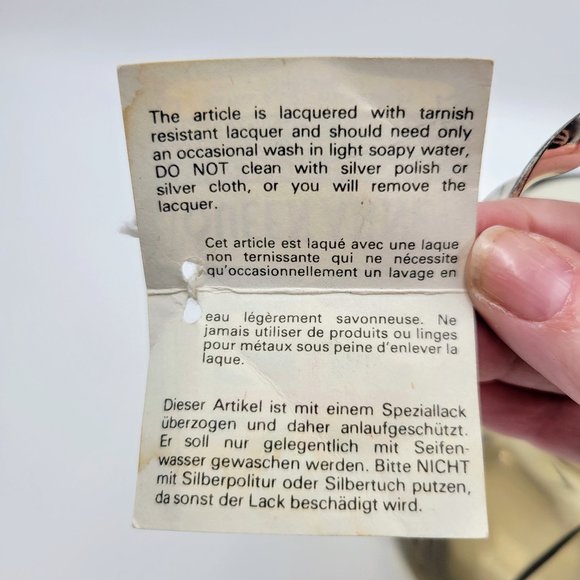 The article is lacquered with tarnish
resistant lacquer and should need only
an occasional wash in light soapy water,
DO NOT clean with silver polish or
silver cloth, or you will remove the
lacquer.
Cet article est laqué avec une laque
non ternissante qui ne nécessite
qu'occasionnellement un lavage en
eau légèrement savonneuse. Ne
jamais utiliser de produits ou linges
pour métaux sous peine d'enlever la
laque.
Dieser Artikel ist mit einem Speziallack
überzogen und daher anlaufgeschützt.
Er soll nur gelegentlich mit Seifen-
wasser gewaschen werden. Bitte NICHT
mit Silberpolitur oder Silbertuch putzen,
da sonst der Lack beschädigt wird.